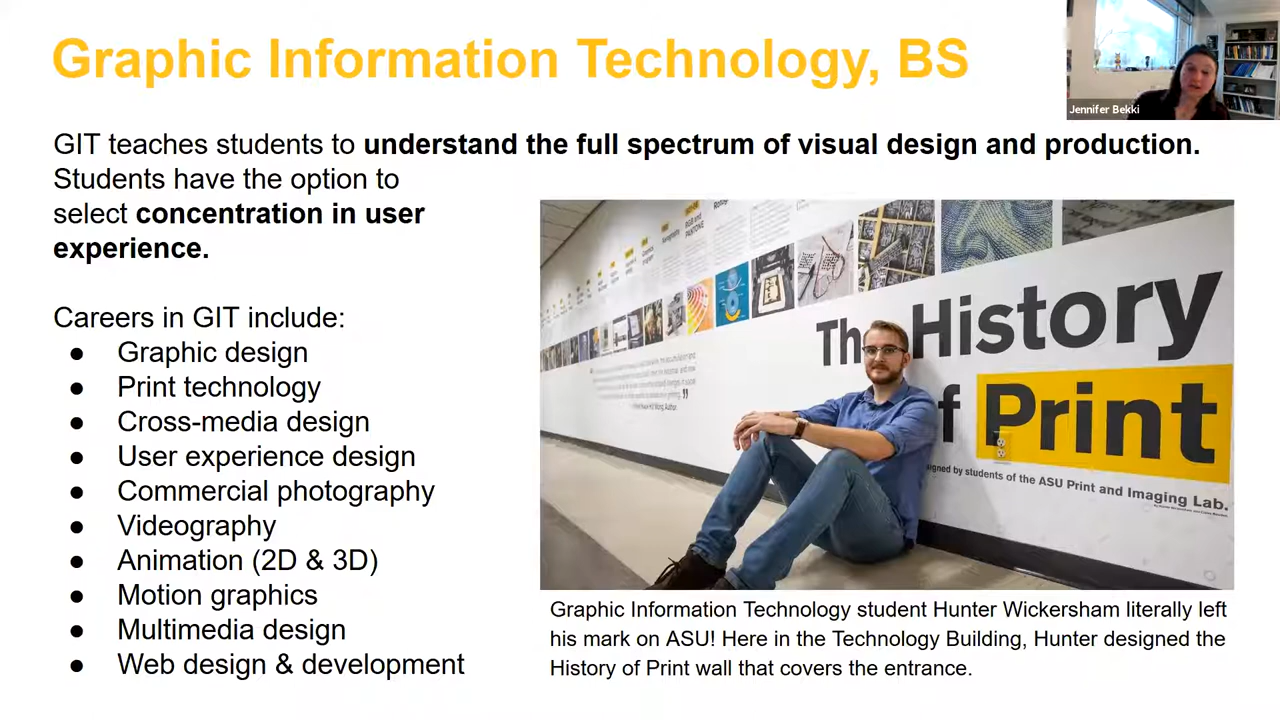 Graphic Information Technology, BS
Jennifer Bekki
GIT teaches students to understand the full spectrum of visual design and production.
Students have the option to
select concentration in user
experience.
Careers in GIT include:
● Graphic design
● Print technology
● Cross-media design
● User experience design
● Commercial photography
● Videography
● Animation (2D & 3D)
● Motion graphics
● Multimedia design
● Web design & development
RGB and
PANTONE
The History
of Print
signed by students of the ASU Print and Imaging Lab.
Graphic Information Technology student Hunter Wickersham literally left
his mark on ASU! Here in the Technology Building, Hunter designed the
History of Print wall that covers the entrance.